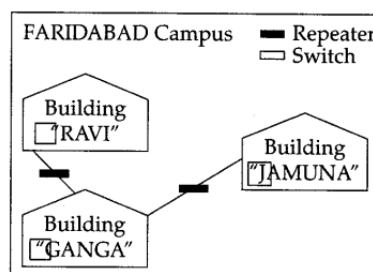 FARIDABAD Campus
Repeater
Switch
Building
"RAVI"
Building
"JAMUNA"
Building
"GANGA"